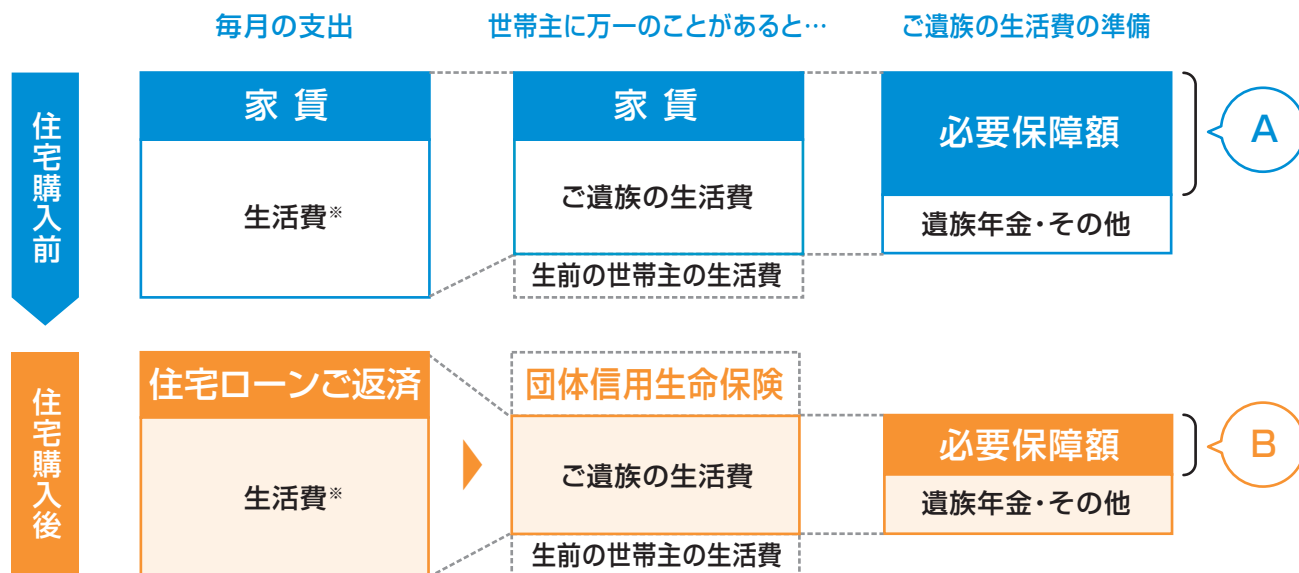 毎月の支出
世帯主に万一のことがあると…
ご遺族の生活費の準備
住宅購入前
家賃
生活費※
家賃
ご遺族の生活費
生前の世帯主の生活費
必要保障額
遺族年金・その他
A
住宅購入後
住宅ローンご返済
生活費※
団体信用生命保険
ご遺族の生活費
生前の世帯主の生活費
必要保障額
遺族年金・その他
B